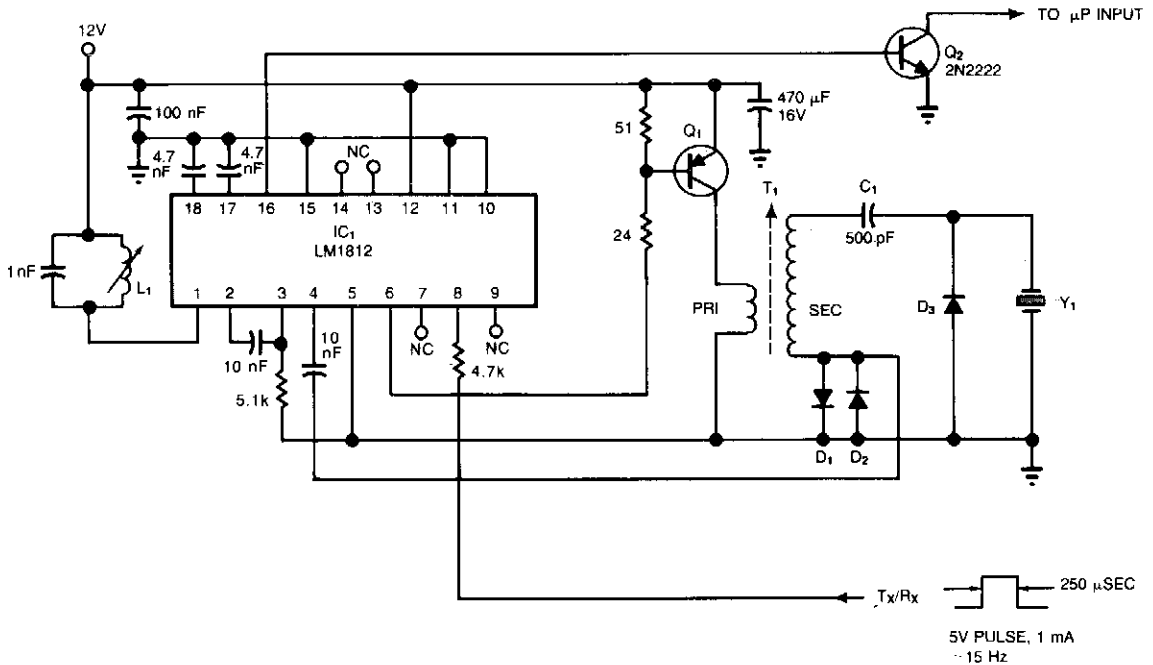 TO µP INPUT
12V
Q2
2N2222
100 nF
470 µF
16V
51
Q1
4.7
nF
4.7
nF
NC
T1
C1
500 pF
18 17 16 15 14 13 12 11 10
IC1
LM1812
24
1 nF
L1
PRI
SEC
D3
Y1
1 2 3 4 5 6 7 8 9
10 nF
10
nF
NC
NC
4.7k
5.1k
D1 D2
Tx/Rx
250 µSEC
5V PULSE, 1 mA
~15 Hz